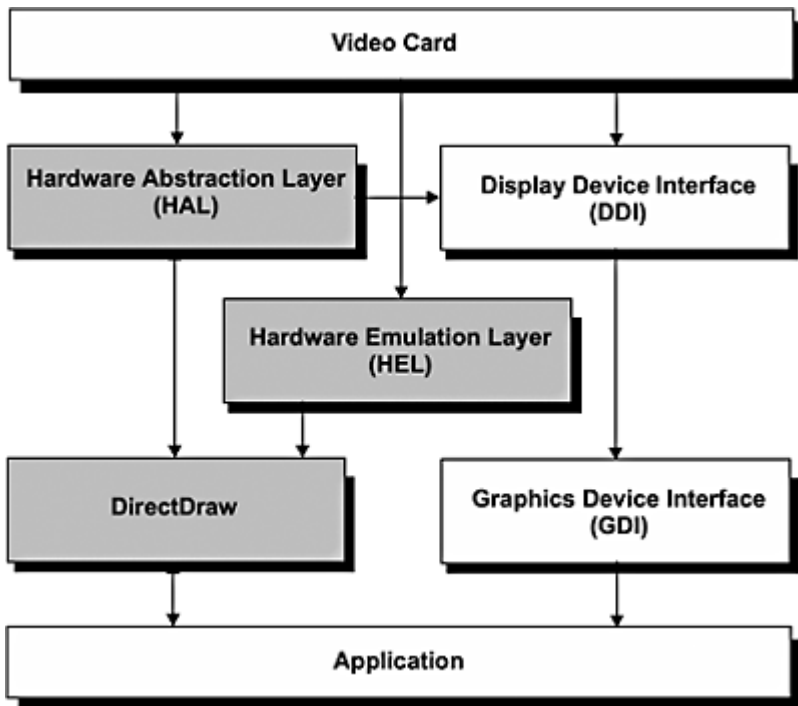 Video Card
Hardware Abstraction Layer
(HAL)
Display Device Interface
(DDI)
Hardware Emulation Layer
(HEL)
DirectDraw
Graphics Device Interface
(GDI)
Application